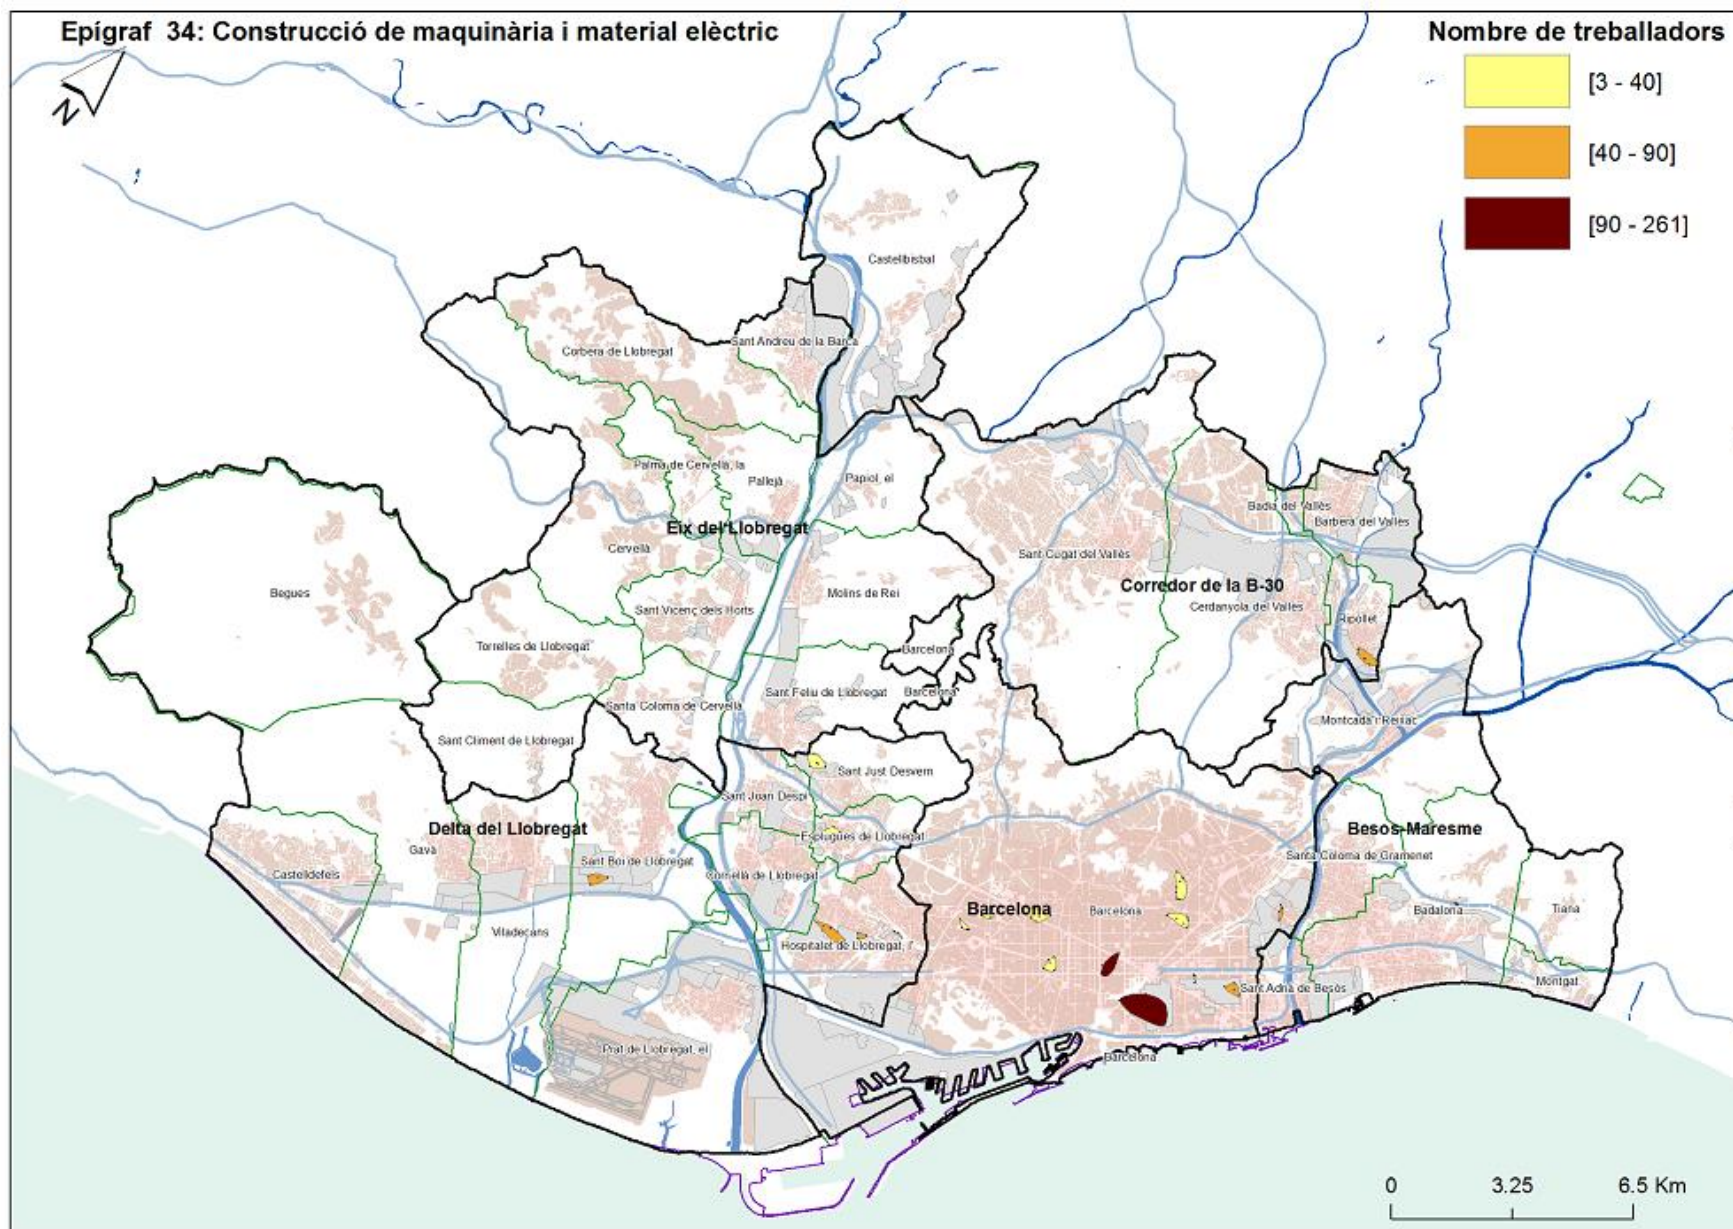 Epígraf 34: Construcció de maquinària i material elèctric
Nombre de treballadors
[3 - 40]
[40 - 90]
[90 - 261]
N
Castellbisbal
Sant Andreu de la Barca
Corbera de Llobregat
Palma de Cervelló, la
Pallejà
Papiol, el
Badia del Vallès
Barberà del Vallès
Eix del Llobregat
Cervelló
Sant Cugat del Vallès
Corredor de la B-30
Begues
Molins de Rei
Sant Vicenç dels Horts
Cerdanyola del Vallès
Ripollet
Torrelles de Llobregat
Barcelona
Sant Feliu de Llobregat
Barcelona
Santa Coloma de Cervelló
Montcada i Reixac
Sant Climent de Llobregat
Sant Just Desvern
Sant Joan Despí
Delta del Llobregat
Esplugues de Llobregat
Besòs-Maresme
Gavà
Sant Boi de Llobregat
Santa Coloma de Gramenet
Castelldefels
Cornellà de Llobregat
Barcelona
Barcelona
Badalona
Tiana
Viladecans
Hospitalet de Llobregat, l'
Montgat
Sant Adrià de Besòs
Prat de Llobregat, el
Barcelona
0 3.25 6.5 Km